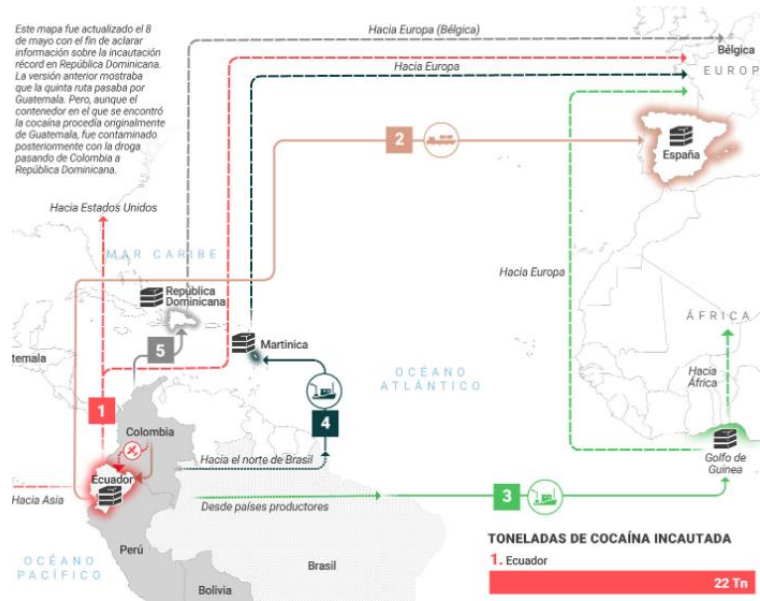 Este mapa fue actualizado el 8
de mayo con el fin de aclarar
información sobre la incautación
récord en República Dominicana.
La versión anterior mostraba
que la quinta ruta pasaba por
Guatemala. Pero, aunque el
contenedor en el que se encontró
la cocaína procedía originalmente
de Guatemala, fue contaminado
posteriormente con la droga
pasando de Colombia a
República Dominicana.
Hacia Europa (Bélgica)
Bélgica
Hacia Europa
EUROP
2
España
Hacia Estados Unidos
MAR CARIBE
Hacia Europa
República
Dominicana
ÁFRICA
Martinica
temala
5
OCÉANO
ATLÁNTICO
Hacia
África
1
4
Colombia
Golfo de
Guinea
Hacia el norte de Brasil
Ecuador
Hacia Asia
3
Desde países productores
TONELADAS DE COCAÍNA INCAUTADA
Perú
1. Ecuador
OCÉANO
PACÍFICO
Brasil
22 Tn
Bolivia